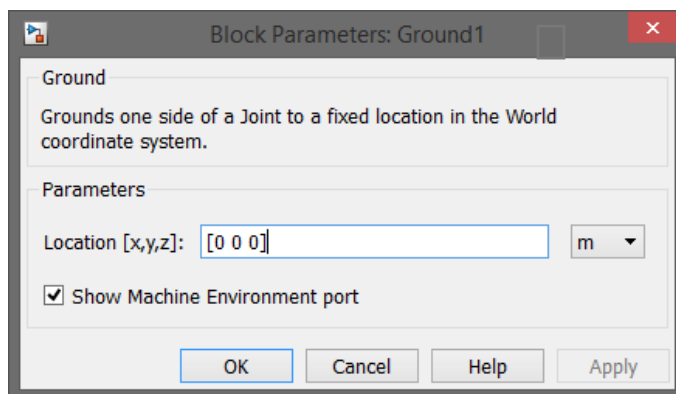 Block Parameters: Ground1
Ground
Grounds one side of a Joint to a fixed location in the World
coordinate system.
Parameters
Location [x,y,z]: [0 0 0] m
Show Machine Environment port
OK Cancel Help Apply